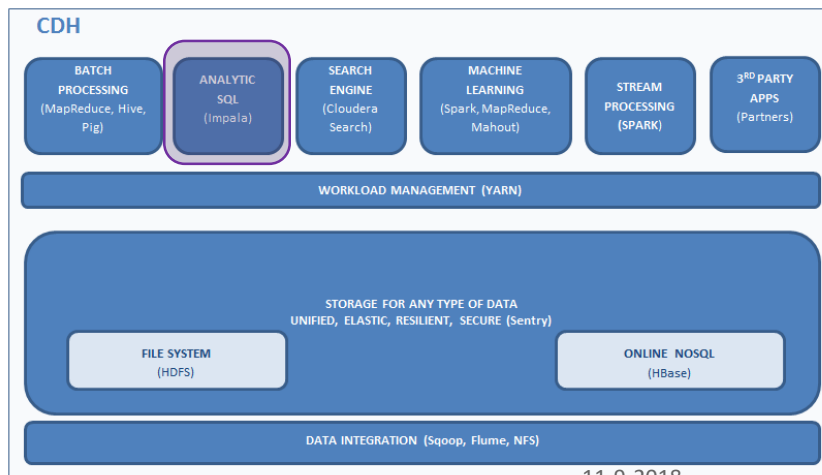 CDH
BATCH
PROCESSING
(MapReduce, Hive,
Pig)
ANALYTIC
SQL
(Impala)
SEARCH
ENGINE
(Cloudera
Search)
MACHINE
LEARNING
(Spark, MapReduce,
Mahout)
STREAM
PROCESSING
(SPARK)
3RD PARTY
APPS
(Partners)
WORKLOAD MANAGEMENT (YARN)
STORAGE FOR ANY TYPE OF DATA
UNIFIED, ELASTIC, RESILIENT, SECURE (Sentry)
FILE SYSTEM
(HDFS)
ONLINE NOSQL
(HBase)
DATA INTEGRATION (Sqoop, Flume, NFS)